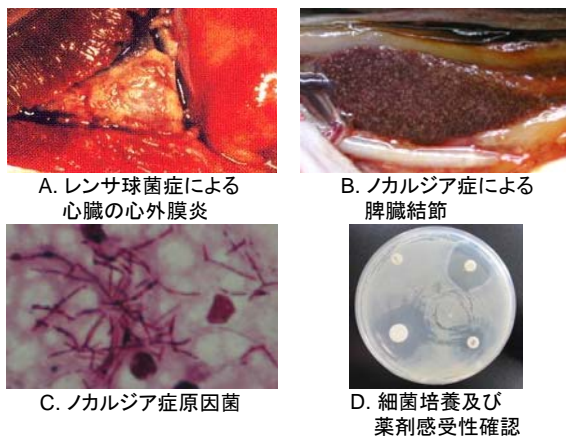 A. レンサ球菌症による
心臓の心外膜炎
B. ノカルジア症による
脾臓結節
C. ノカルジア症原因菌
D. 細菌培養及び
薬剤感受性確認